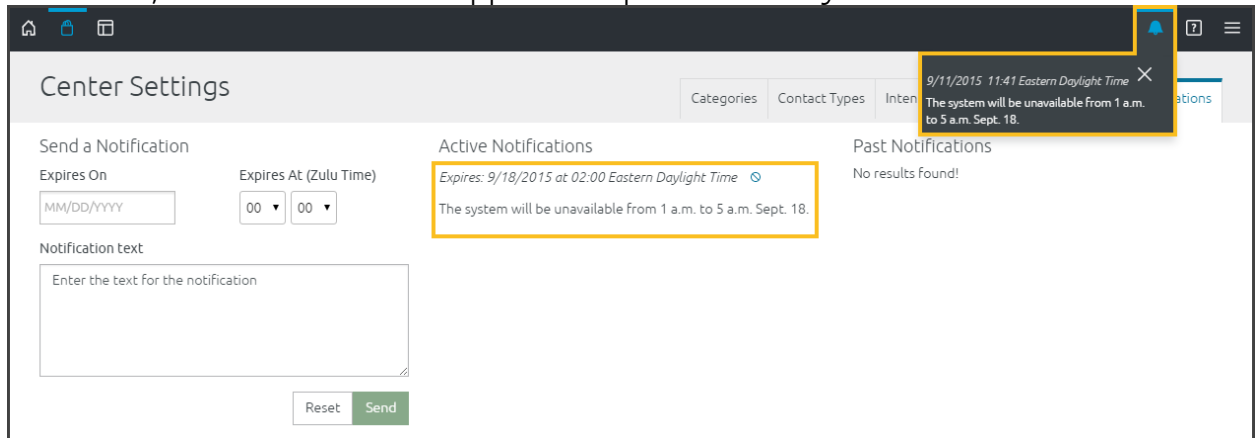 Center Settings
Categories Contact Types Inten ations
9/11/2015 11:41 Eastern Daylight Time
The system will be unavailable from 1 a.m.
to 5 a.m. Sept. 18.
Send a Notification
Expires On Expires At (Zulu Time)
MM/DD/YYYY 00 00
Notification text
Enter the text for the notification
Reset Send
Active Notifications
Expires: 9/18/2015 at 02:00 Eastern Daylight Time
The system will be unavailable from 1 a.m. to 5 a.m. Sept. 18.
Past Notifications
No results found!